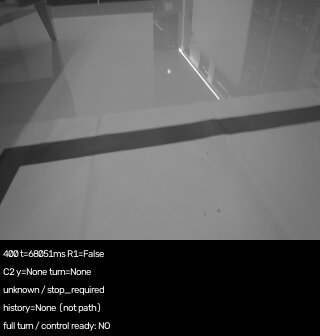 400 t=68051ms R1=False
C2 y=None turn=None
unknown / stop_required
history=None (not path)
full turn / control ready: NO